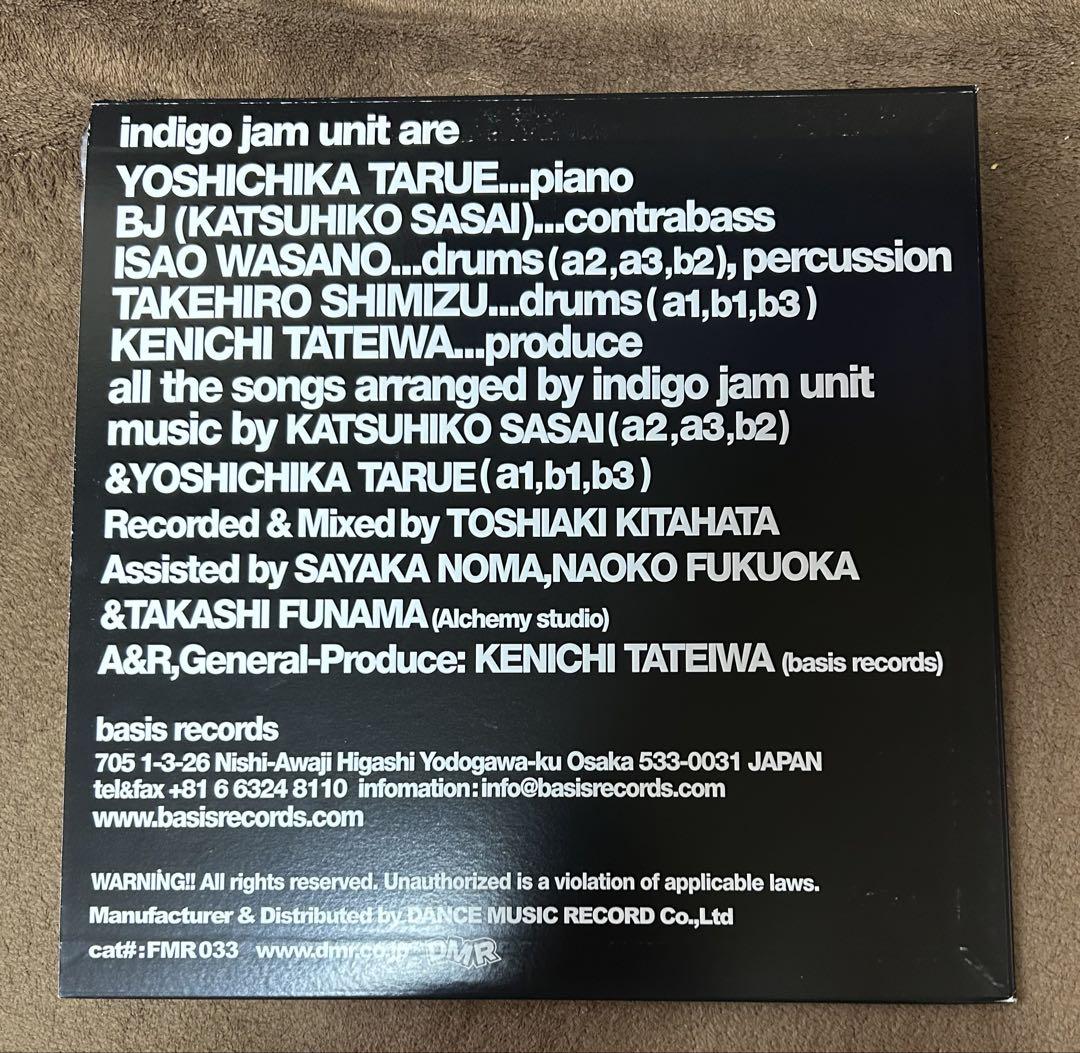 indigo jam unit are
YOSHICHIKA TARUE...piano
BJ (KATSUHIKO SASAI)...contrabass
ISAO WASANO...drums(a2,a3,b2), percussion
TAKEHIRO SHIMIZU...drums(a1,b1,b3)
KENICHI TATEIWA...produce
all the songs arranged by indigo jam unit
music by KATSUHIKO SASAI(a2,a3,b2)
&YOSHICHIKA TARUE(a1,b1,b3)
Recorded & Mixed by TOSHIAKI KITAHATA
Assisted by SAYAKA NOMA,NAOKO FUKUOKA
&TAKASHI FUNAMA (Alchemy studio)
A&R,General-Produce: KENICHI TATEIWA (basis records)
basis records
705 1-3-26 Nishi-Awaji Higashi Yodogawa-ku Osaka 533-0031 JAPAN
tel&fax +81 6 6324 8110 infomation:info@basisrecords.com
www.basisrecords.com
WARNING!! All rights reserved. Unauthorized is a violation of applicable laws.
Manufacturer & Distributed by DANCE MUSIC RECORD Co.,Ltd
cat#:FMR 033 www.dmr.co.jp DMR